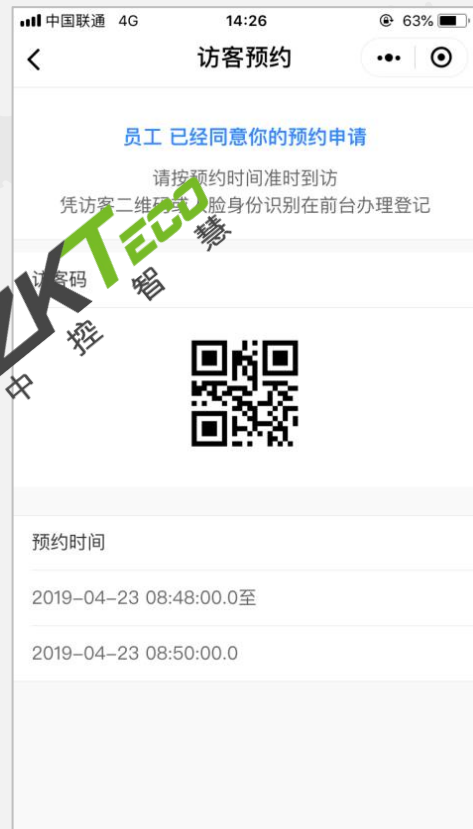 中国联通 4G 14:26 63%
访客预约
员工 已经同意你的预约申请
请按预约时间准时到访
凭访客二维码或人脸身份识别在前台办理登记
访客码
ZKTECO
中控智慧
预约时间
2019-04-23 08:48:00.0至
2019-04-23 08:50:00.0